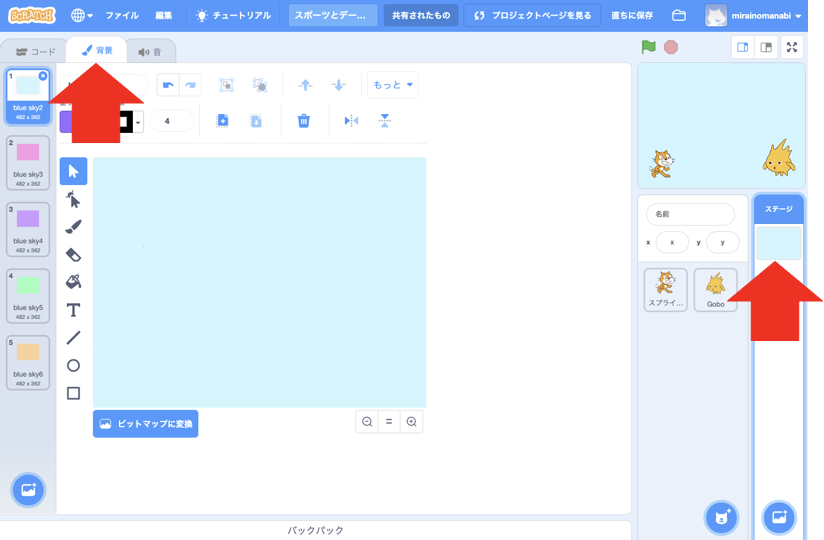 SCRATCH
ファイル
編集
チュートリアル
スポーツとデー...
共有されたもの
プロジェクトページを見る
直ちに保存
mirainomanabi
コード
背景
音
もっと
4
1
blue sky2
482 x 362
2
blue sky3
482 x 362
3
blue sky4
482 x 362
4
blue sky5
482 x 362
5
blue sky6
482 x 362
T
ビットマップに変換
バックパック
名前
x
x
y
y
スプライ...
Gobo
ステージ